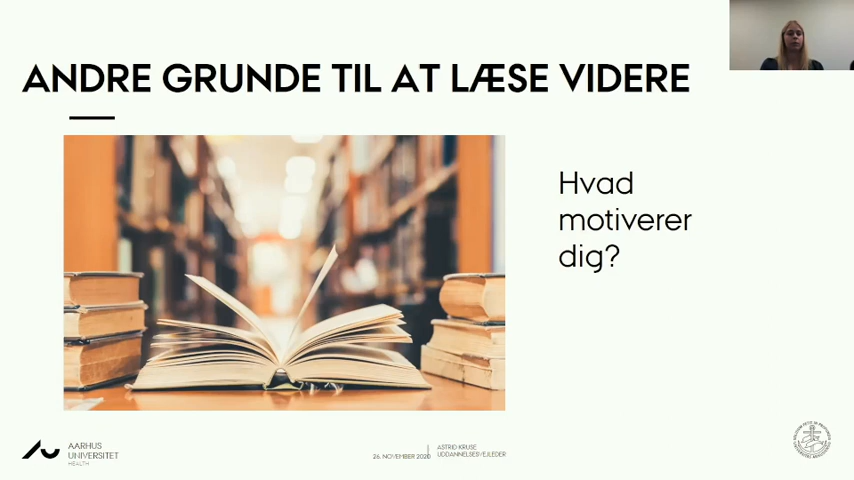 ANDRE GRUNDE TIL AT LÆSE VIDERE
Hvad
motiverer
dig?
AARHUS
UNIVERSITET
HEALTH
26. NOVEMBER 2020
ASTRID KRUSE
UDDANNELSESVEJLEDER